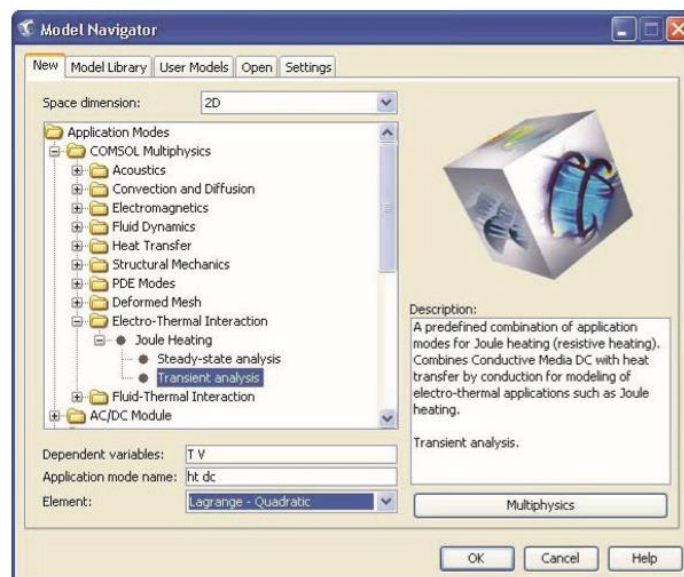 Model Navigator
New
Model Library
User Models
Open
Settings
Space dimension:
2D
Application Modes
COMSOL Multiphysics
Acoustics
Convection and Diffusion
Electromagnetics
Fluid Dynamics
Heat Transfer
Structural Mechanics
PDE Modes
Deformed Mesh
Electro-Thermal Interaction
Joule Heating
Steady-state analysis
Transient analysis
Fluid-Thermal Interaction
AC/DC Module
Dependent variables:
T V
Application mode name:
ht dc
Element:
Lagrange - Quadratic
Description:
A predefined combination of application
modes for Joule heating (resistive heating).
Combines Conductive Media DC with heat
transfer by conduction for modeling of
electro-thermal applications such as Joule
heating.
Transient analysis.
Multiphysics
OK
Cancel
Help